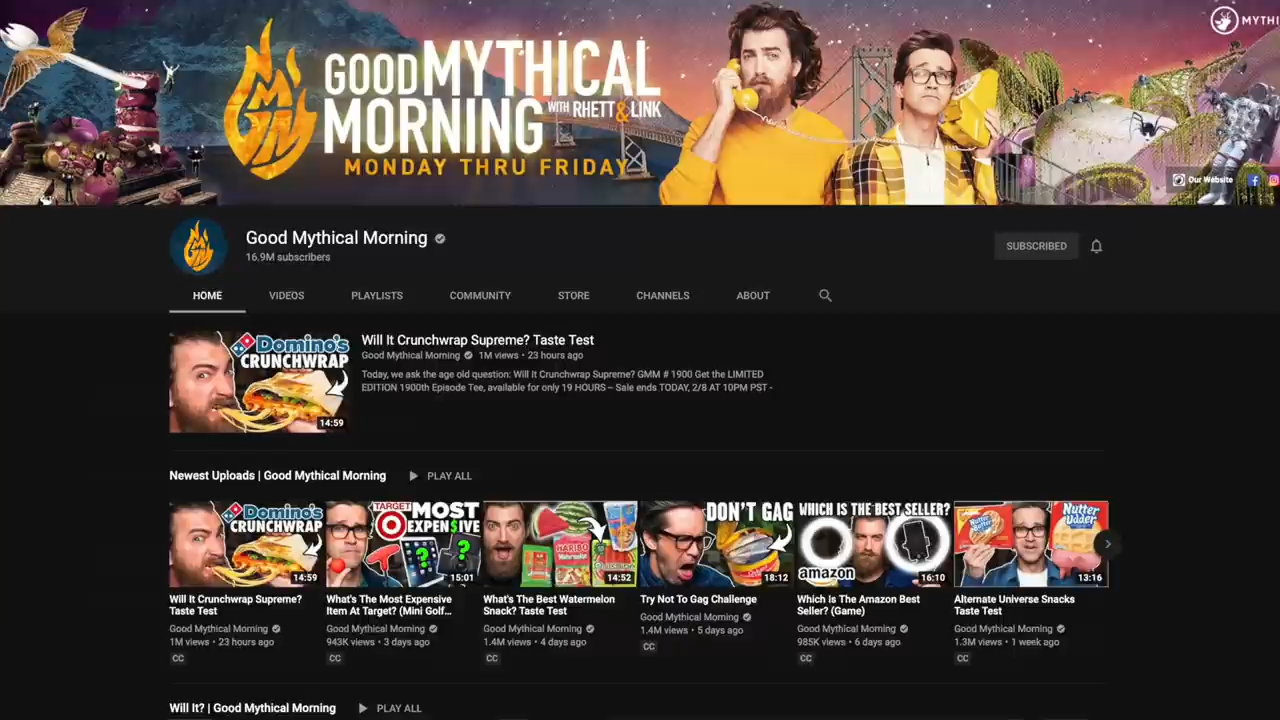 MYTHI
GMM
GOOD MYTHICAL
MORNING WITH RHETT & LINK
MONDAY THRU FRIDAY
Our Website
Good Mythical Morning
16.9M subscribers
SUBSCRIBED
HOME VIDEOS PLAYLISTS COMMUNITY STORE CHANNELS ABOUT
Domino's
CRUNCHWRAP
14:59
Will It Crunchwrap Supreme? Taste Test
Good Mythical Morning 1M views • 23 hours ago
Today, we ask the age old question: Will It Crunchwrap Supreme? GMM # 1900 Get the LIMITED
EDITION 1900th Episode Tee, available for only 19 HOURS – Sale ends TODAY, 2/8 AT 10PM PST -
Newest Uploads | Good Mythical Morning PLAY ALL
Domino's
CRUNCHWRAP
14:59
Will It Crunchwrap Supreme?
Taste Test
Good Mythical Morning
1M views • 23 hours ago
CC
TARGET MOST
EXPEN$IVE
? ?
15:01
What's The Most Expensive
Item At Target? (Mini Golf...
Good Mythical Morning
943K views • 3 days ago
CC
HARIBO
14:52
What's The Best Watermelon
Snack? Taste Test
Good Mythical Morning
1.4M views • 4 days ago
CC
DON'T GAG
18:12
Try Not To Gag Challenge
Good Mythical Morning
1.4M views • 5 days ago
CC
WHICH IS THE BEST SELLER?
amazon
16:10
Which Is The Amazon Best
Seller? (Game)
Good Mythical Morning
985K views • 6 days ago
CC
Nutter
Butter
Nutter
Udder
13:16
Alternate Universe Snacks
Taste Test
Good Mythical Morning
1.3M views • 1 week ago
CC
Will It? | Good Mythical Morning PLAY ALL